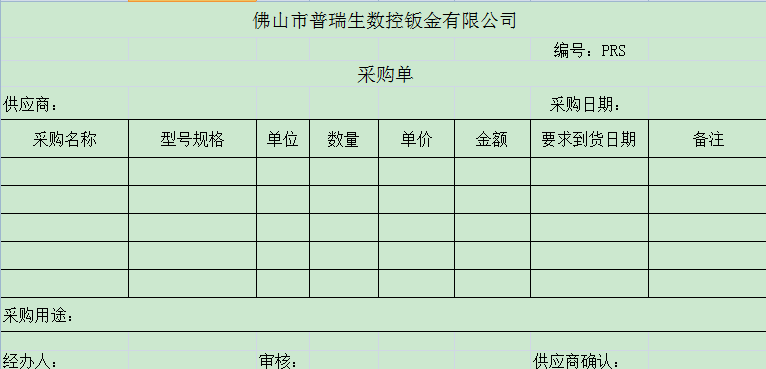 佛山市普瑞生数控钣金有限公司
编号：PRS
采购单
供应商： 采购日期：
采购名称 型号规格 单位 数量 单价 金额 要求到货日期 备注
采购用途：
经办人： 审核： 供应商确认：